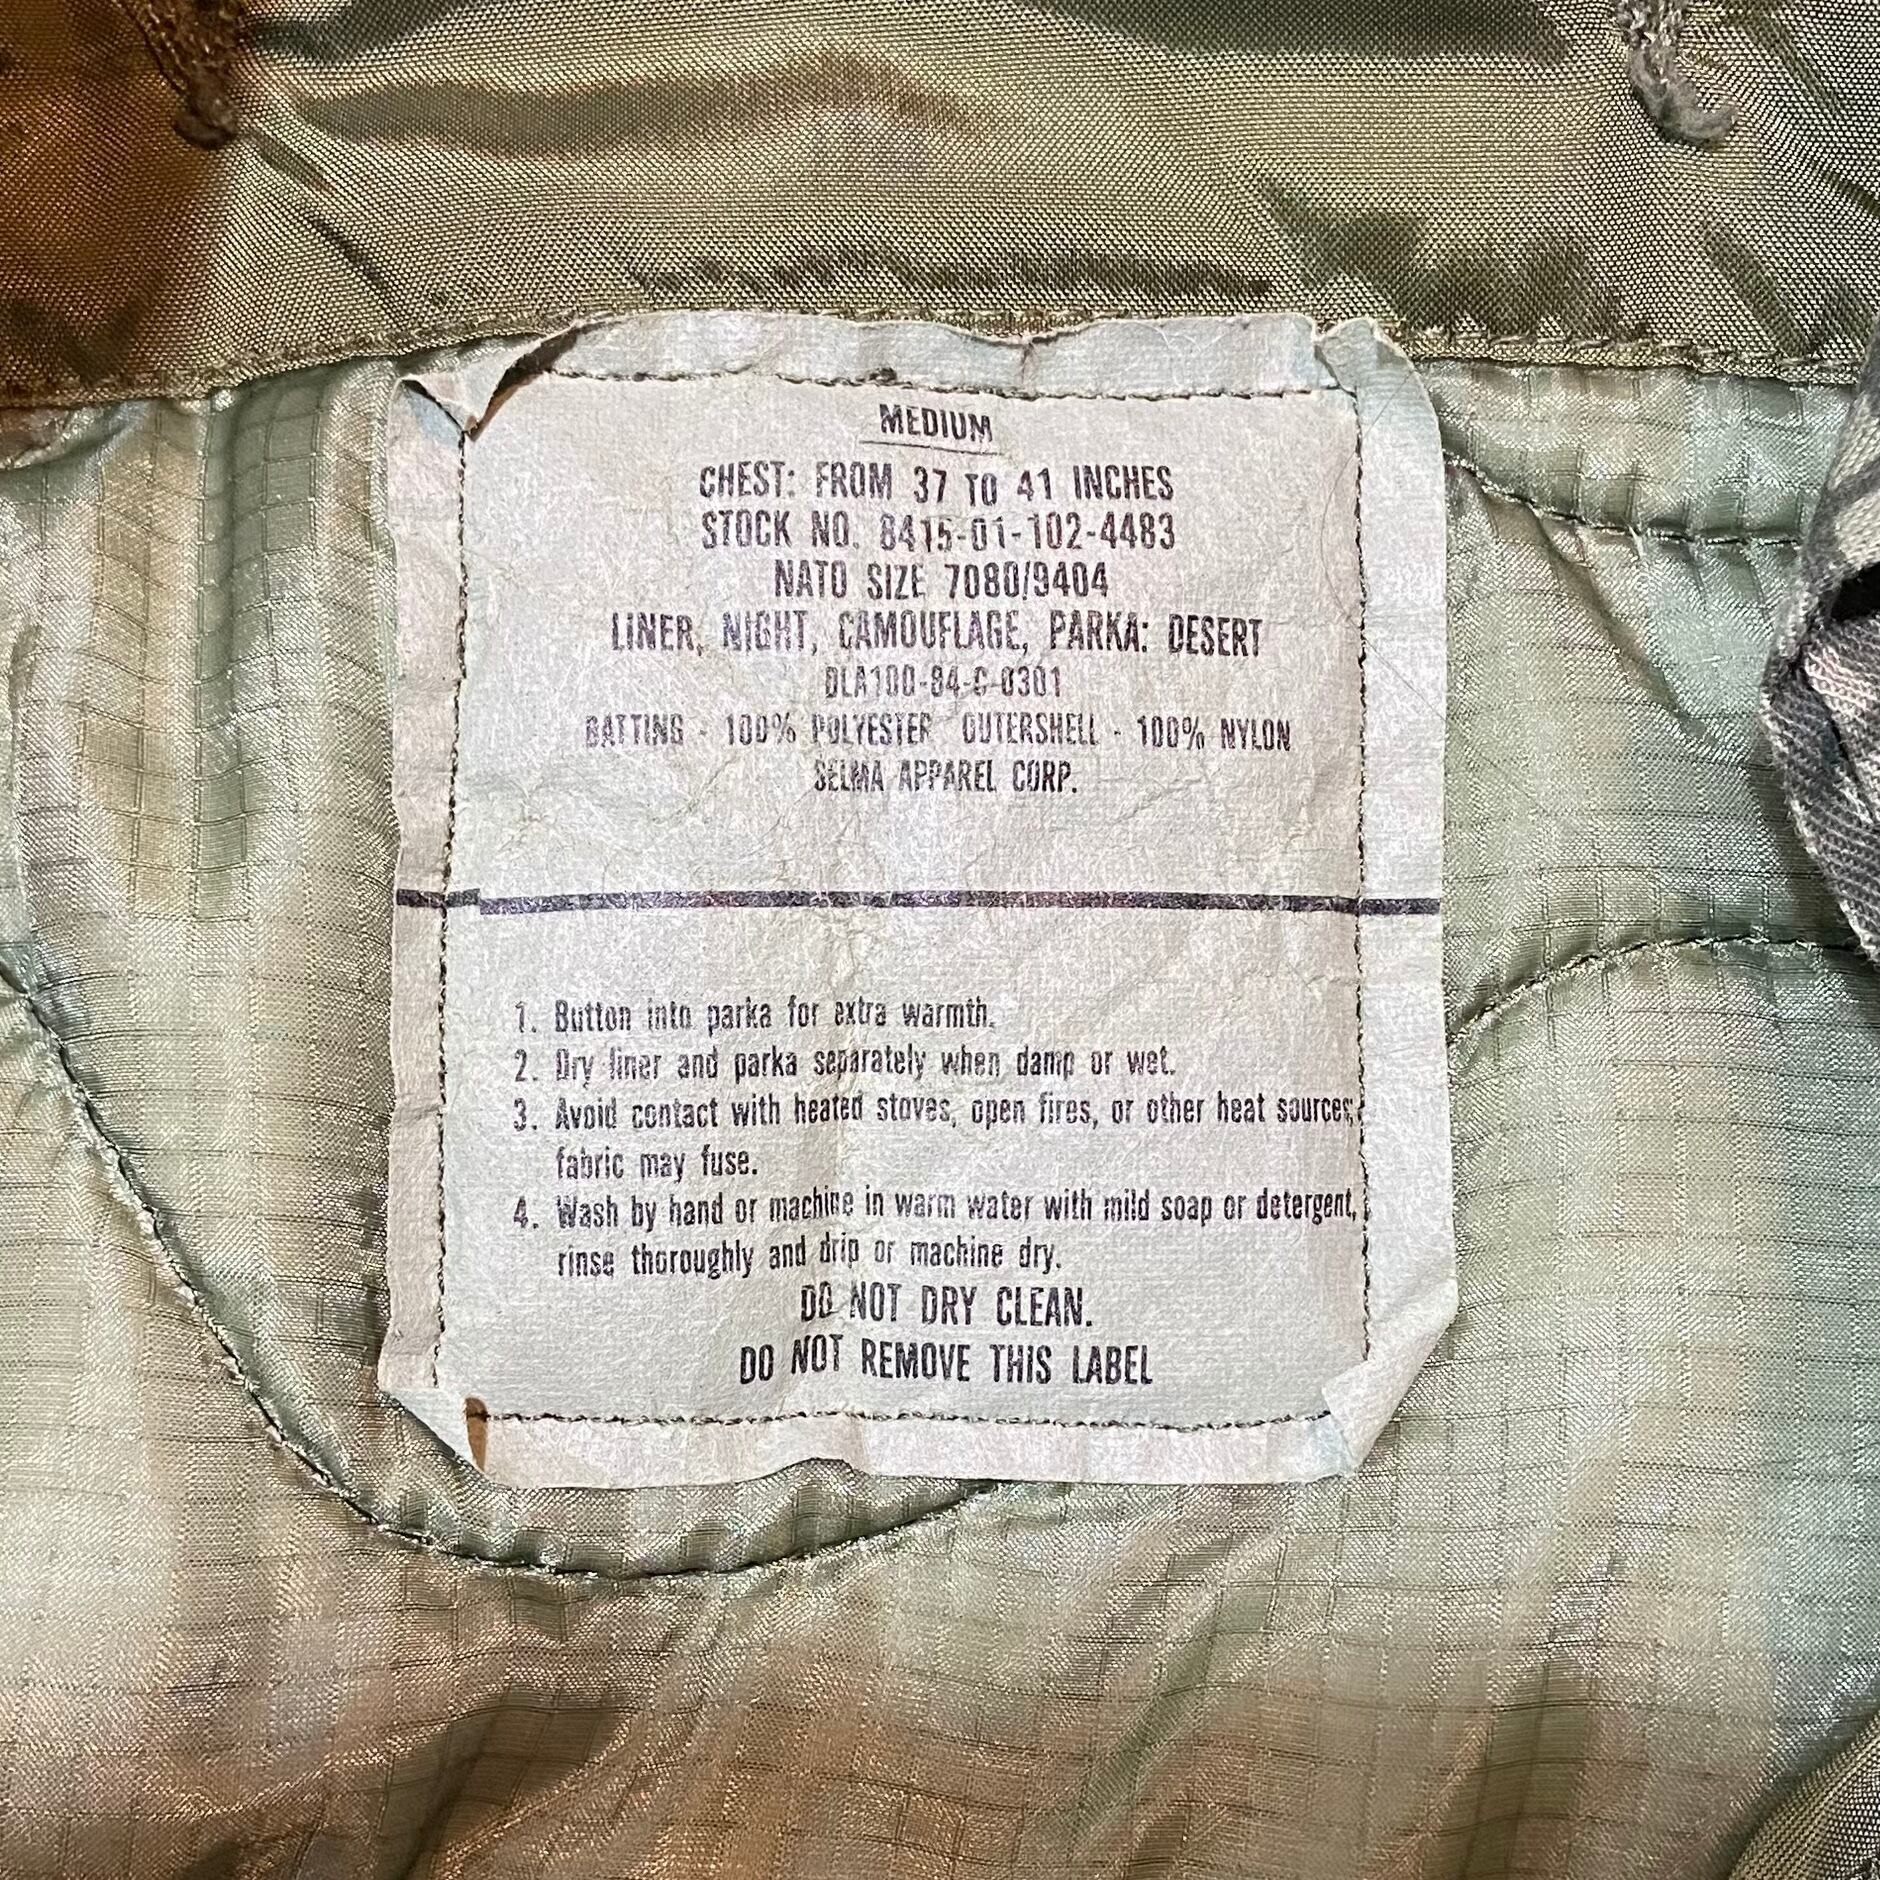 MEDIUM
CHEST: FROM 37 TO 41 INCHES
STOCK NO. 8415-01-102-4483
NATO SIZE 7080/9404
LINER, NIGHT, CAMOUFLAGE, PARKA: DESERT
DLA100-84-C-0301
BATTING - 100% POLYESTER OUTERSHELL - 100% NYLON
SELMA APPAREL CORP.
1. Button into parka for extra warmth.
2. Dry liner and parka separately when damp or wet.
3. Avoid contact with heated stoves, open fires, or other heat sources;
fabric may fuse.
4. Wash by hand or machine in warm water with mild soap or detergent,
rinse thoroughly and drip or machine dry.
DO NOT DRY CLEAN.
DO NOT REMOVE THIS LABEL